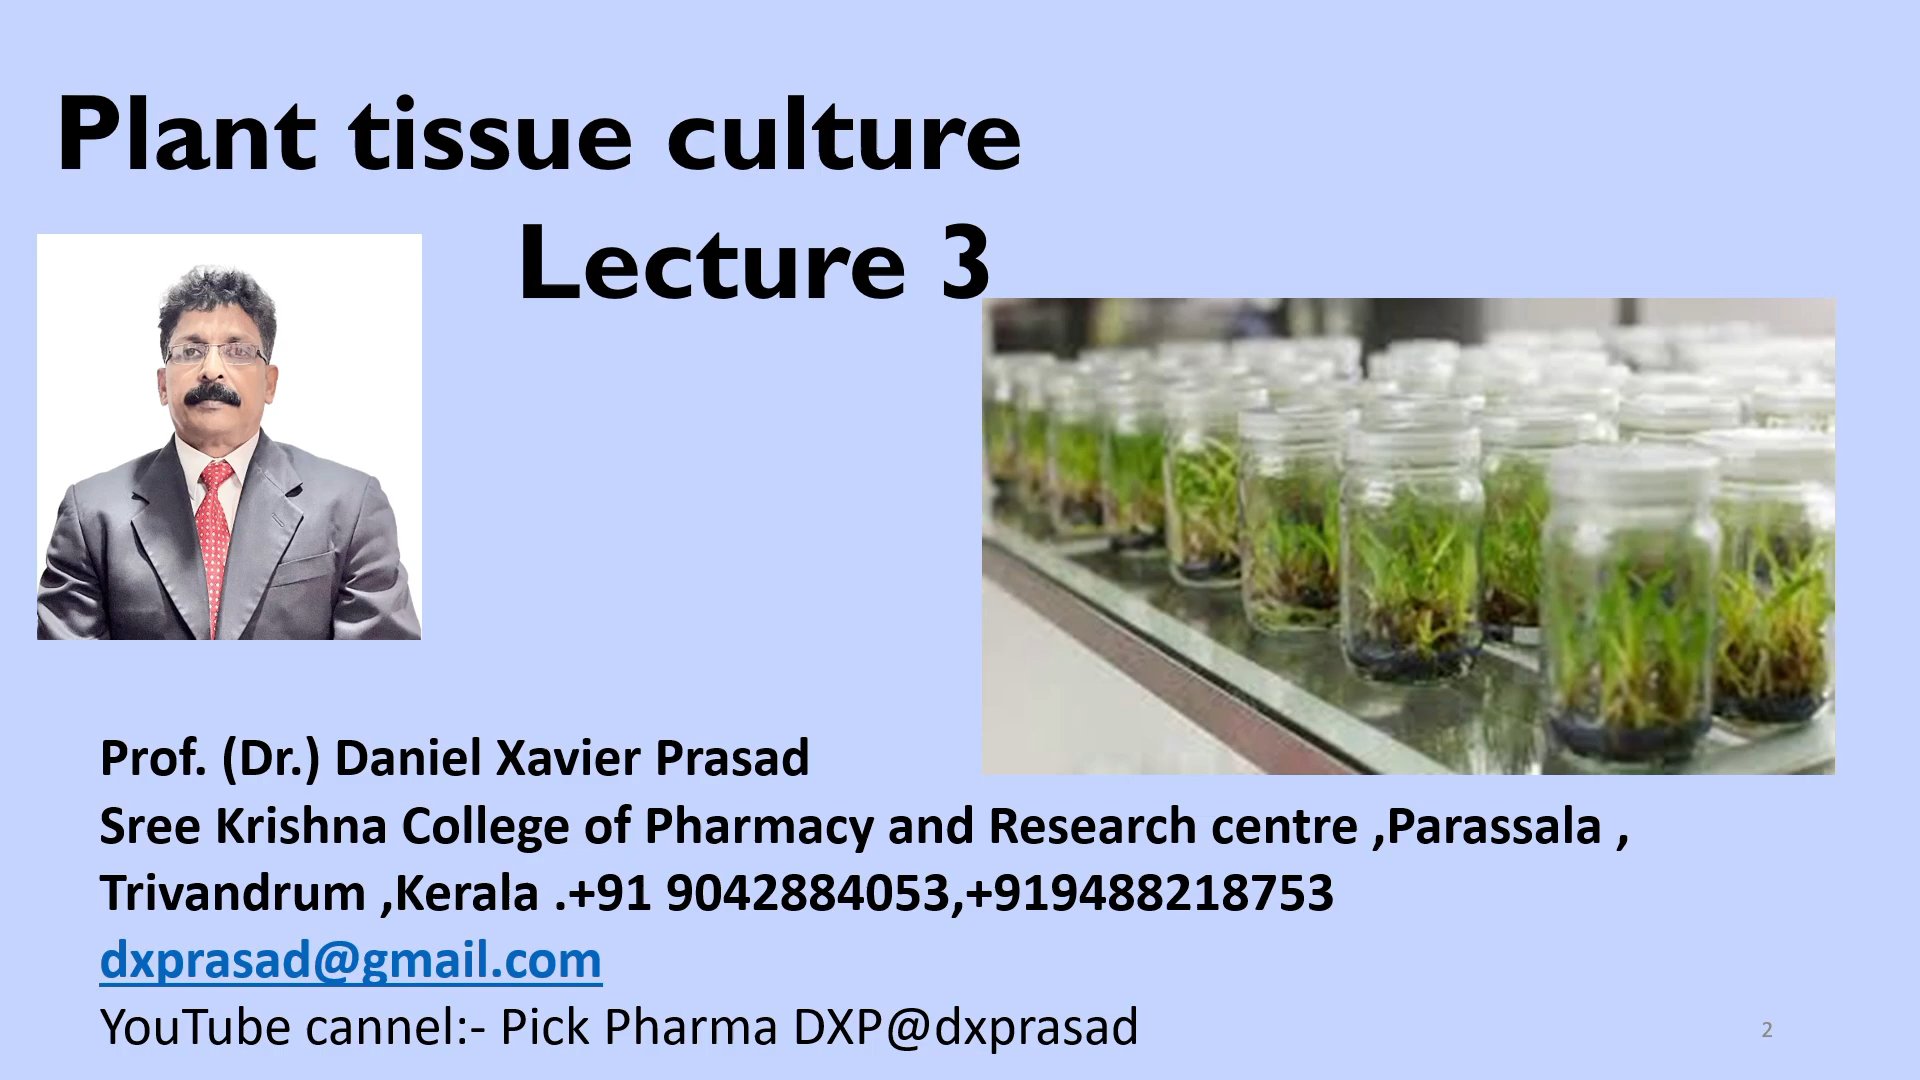 Plant tissue culture
Lecture 3
Prof. (Dr.) Daniel Xavier Prasad
Sree Krishna College of Pharmacy and Research centre ,Parassala ,
Trivandrum ,Kerala .+91 9042884053,+919488218753
dxprasad@gmail.com
YouTube cannel:- Pick Pharma DXP@dxprasad
2